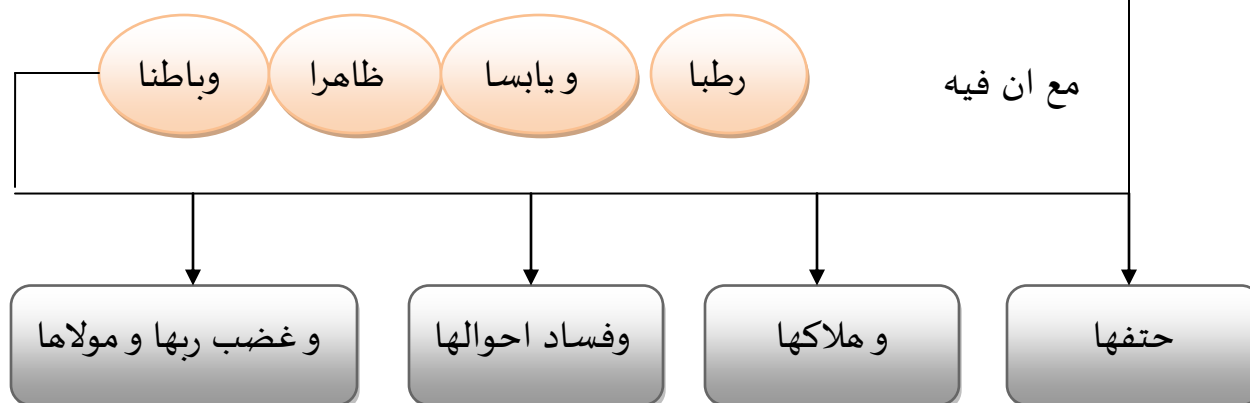 مع ان فيه
رطبا
و يابسا
ظاهرا
وباطنا
حتفها
و هلاكها
وفساد احوالها
و غضب ربها و مولاها